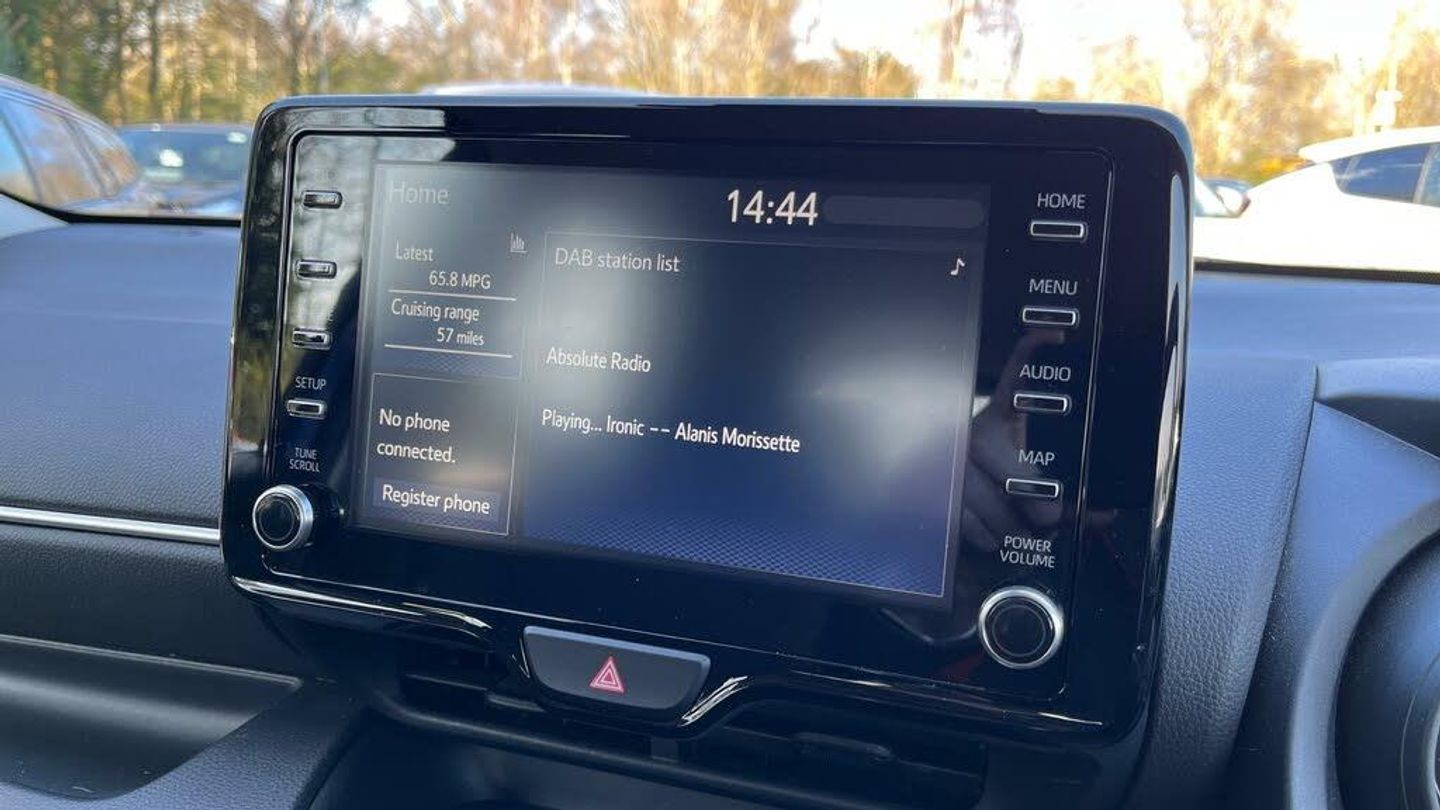 Home
14:44
Latest
65.8 MPG
Cruising range
57 miles
No phone
connected.
Register phone
DAB station list
Absolute Radio
Playing... Ironic -- Alanis Morissette
SETUP
TUNE
SCROLL
HOME
MENU
AUDIO
MAP
POWER
VOLUME